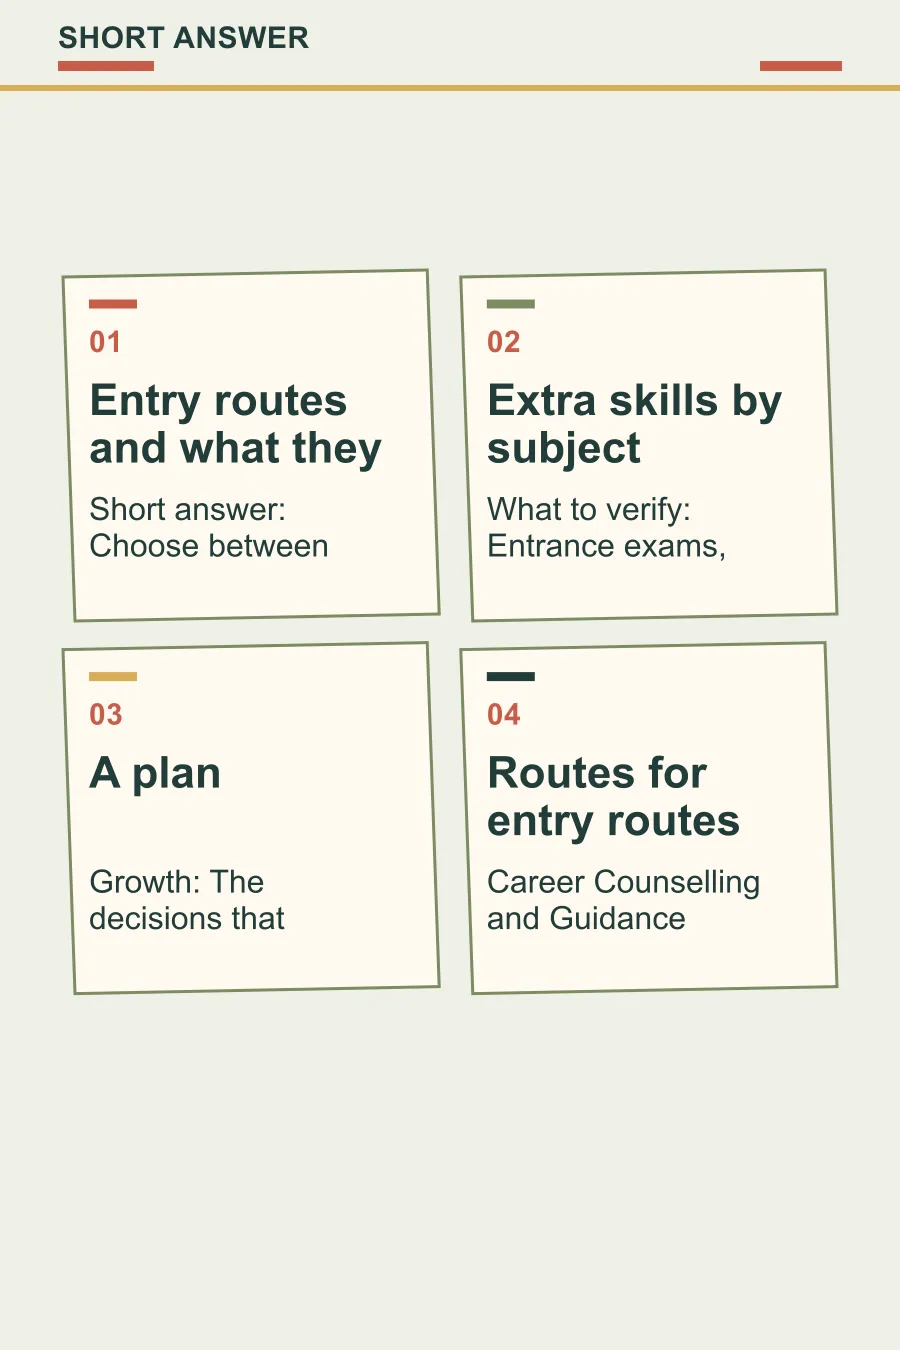 SHORT ANSWER
01
Entry routes
and what they
Short answer:
Choose between
02
Extra skills by
subject
What to verify:
Entrance exams,
03
A plan
Growth: The
decisions that
04
Routes for
entry routes
Career Counselling
and Guidance